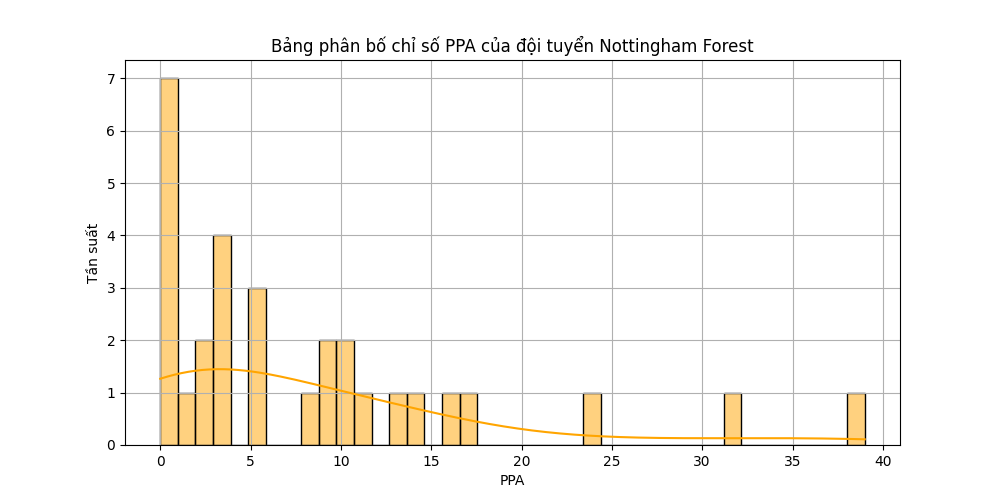 Bảng phân bố chỉ số PPA của đội tuyển Nottingham Forest
Tần suất
7
6
5
4
3
2
1
0
0 5 10 15 20 25 30 35 40
PPA